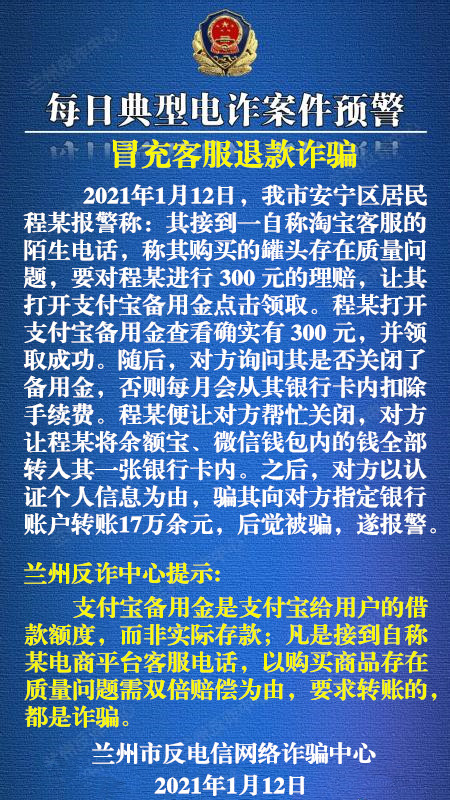 每日典型电诈案件预警
冒充客服退款诈骗
2021年1月12日，我市安宁区居民
程某报警称：其接到一自称淘宝客服的
陌生电话，称其购买的罐头存在质量问
题，要对程某进行 300 元的理赔，让其
打开支付宝备用金点击领取。程某打开
支付宝备用金查看确实有 300 元，并领
取成功。随后，对方询问其是否关闭了
备用金，否则每月会从其银行卡内扣除
手续费。程某便让对方帮忙关闭，对方
让程某将余额宝、微信钱包内的钱全部
转入其一张银行卡内。之后，对方以认
证个人信息为由，骗其向对方指定银行
账户转账17万余元，后觉被骗，遂报警。
兰州反诈中心提示：
支付宝备用金是支付宝给用户的借
款额度，而非实际存款；凡是接到自称
某电商平台客服电话，以购买商品存在
质量问题需双倍赔偿为由，要求转账的，
都是诈骗。
兰州市反电信网络诈骗中心
2021年1月12日